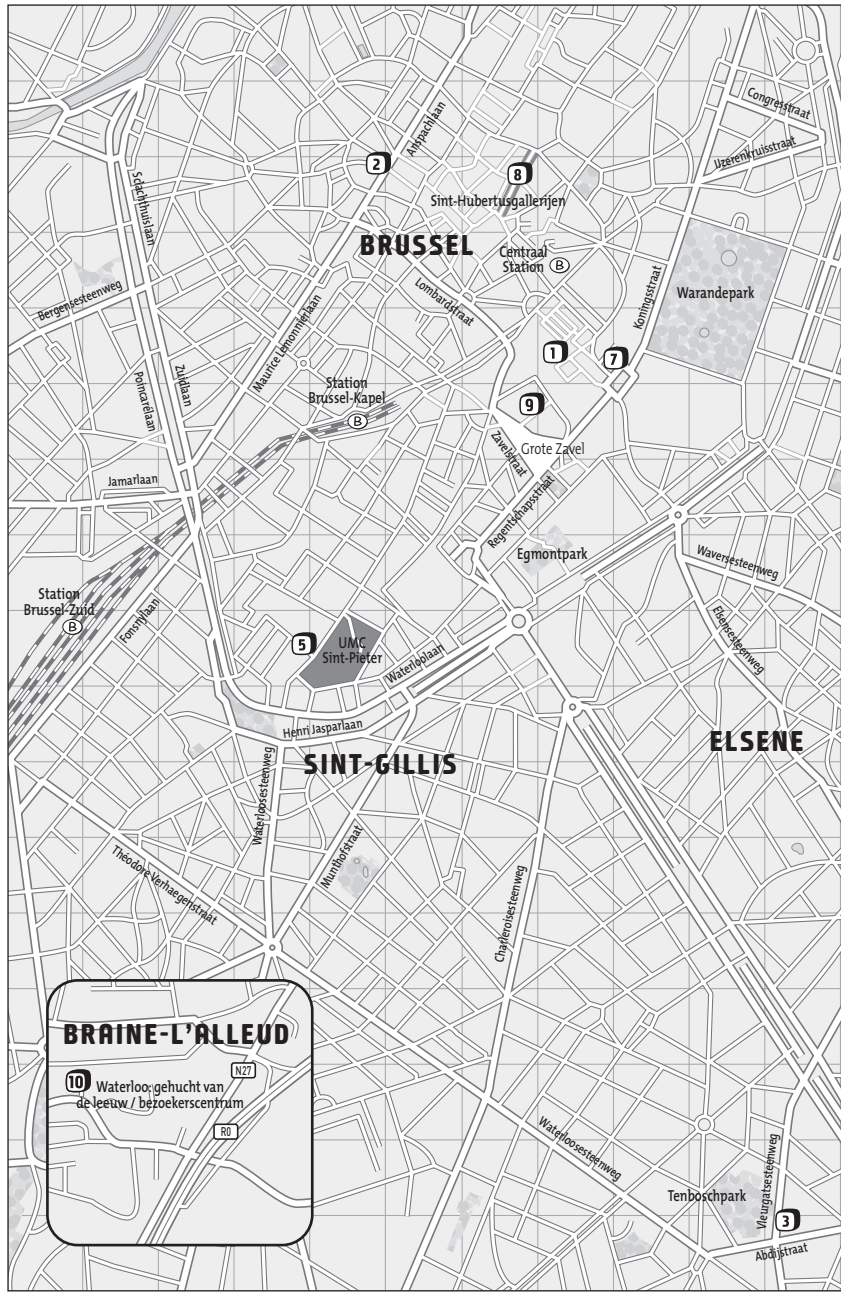 Congresstraat
IJzerenkruisstraat
Anspachlaan
2
8
Sint-Hubertusgallerijen
Slachthuislaan
BRUSSEL
Centraal
Station B
Koningsstraat
Warandepark
Bergensesteenweg
Lombardstraat
Maurice Lemonnierlaan
1
7
Poincarélaan
Zuidlaan
Station
Brussel-Kapel
B
9
Zavelstraat
Grote Zavel
Jamarlaan
Regentschapsstraat
Egmontpark
Waversesteenweg
Station
Brussel-Zuid
B
Fonsnylaan
Elsensesteenweg
5
UMC
Sint-Pieter
Waterloolaan
Henri Jasparlaan
ELSENE
SINT-GILLIS
Waterloosesteenweg
Munthofstraat
Théodore Verhaegenstraat
Charleroisesteenweg
BRAINE-L'ALLEUD
N27
10 Waterloo: gehucht van
de leeuw / bezoekerscentrum
R0
Waterloosesteenweg
Tenboschpark
Vleurgatsesteenweg
3
Abdijstraat